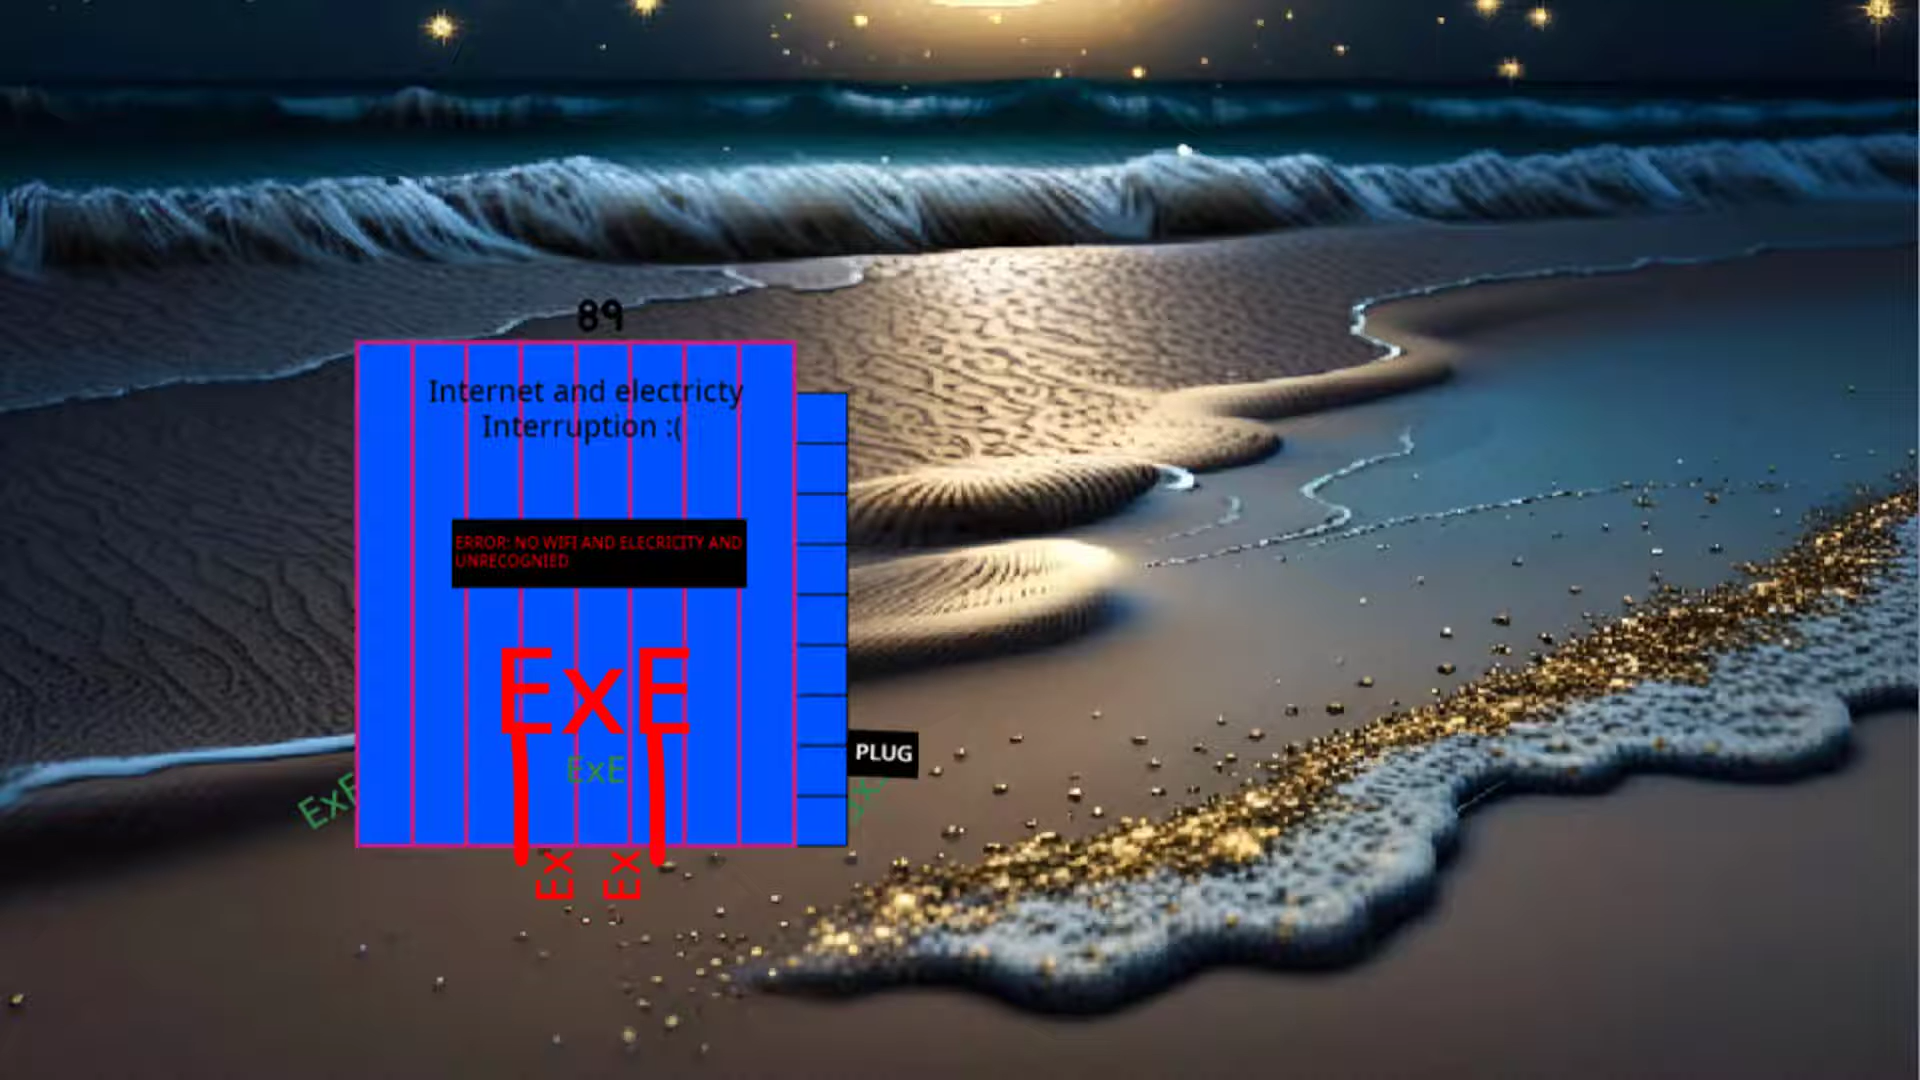 89
Internet and electricty
Interruption :(
ERROR: NO WIFI AND ELECRICITY AND
UNRECOGNIED
ExE
PLUG
ExE
ExE
Ex
Ex